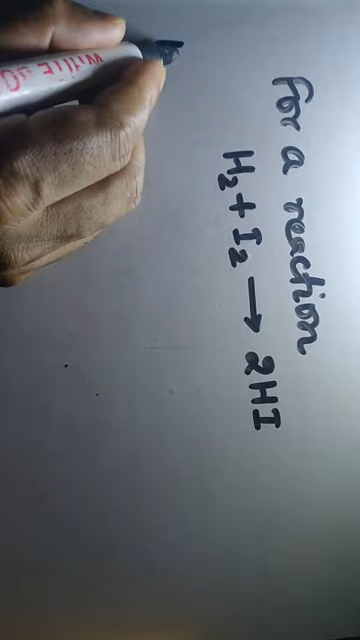 For a reaction
H₂ + I₂ → 2HI